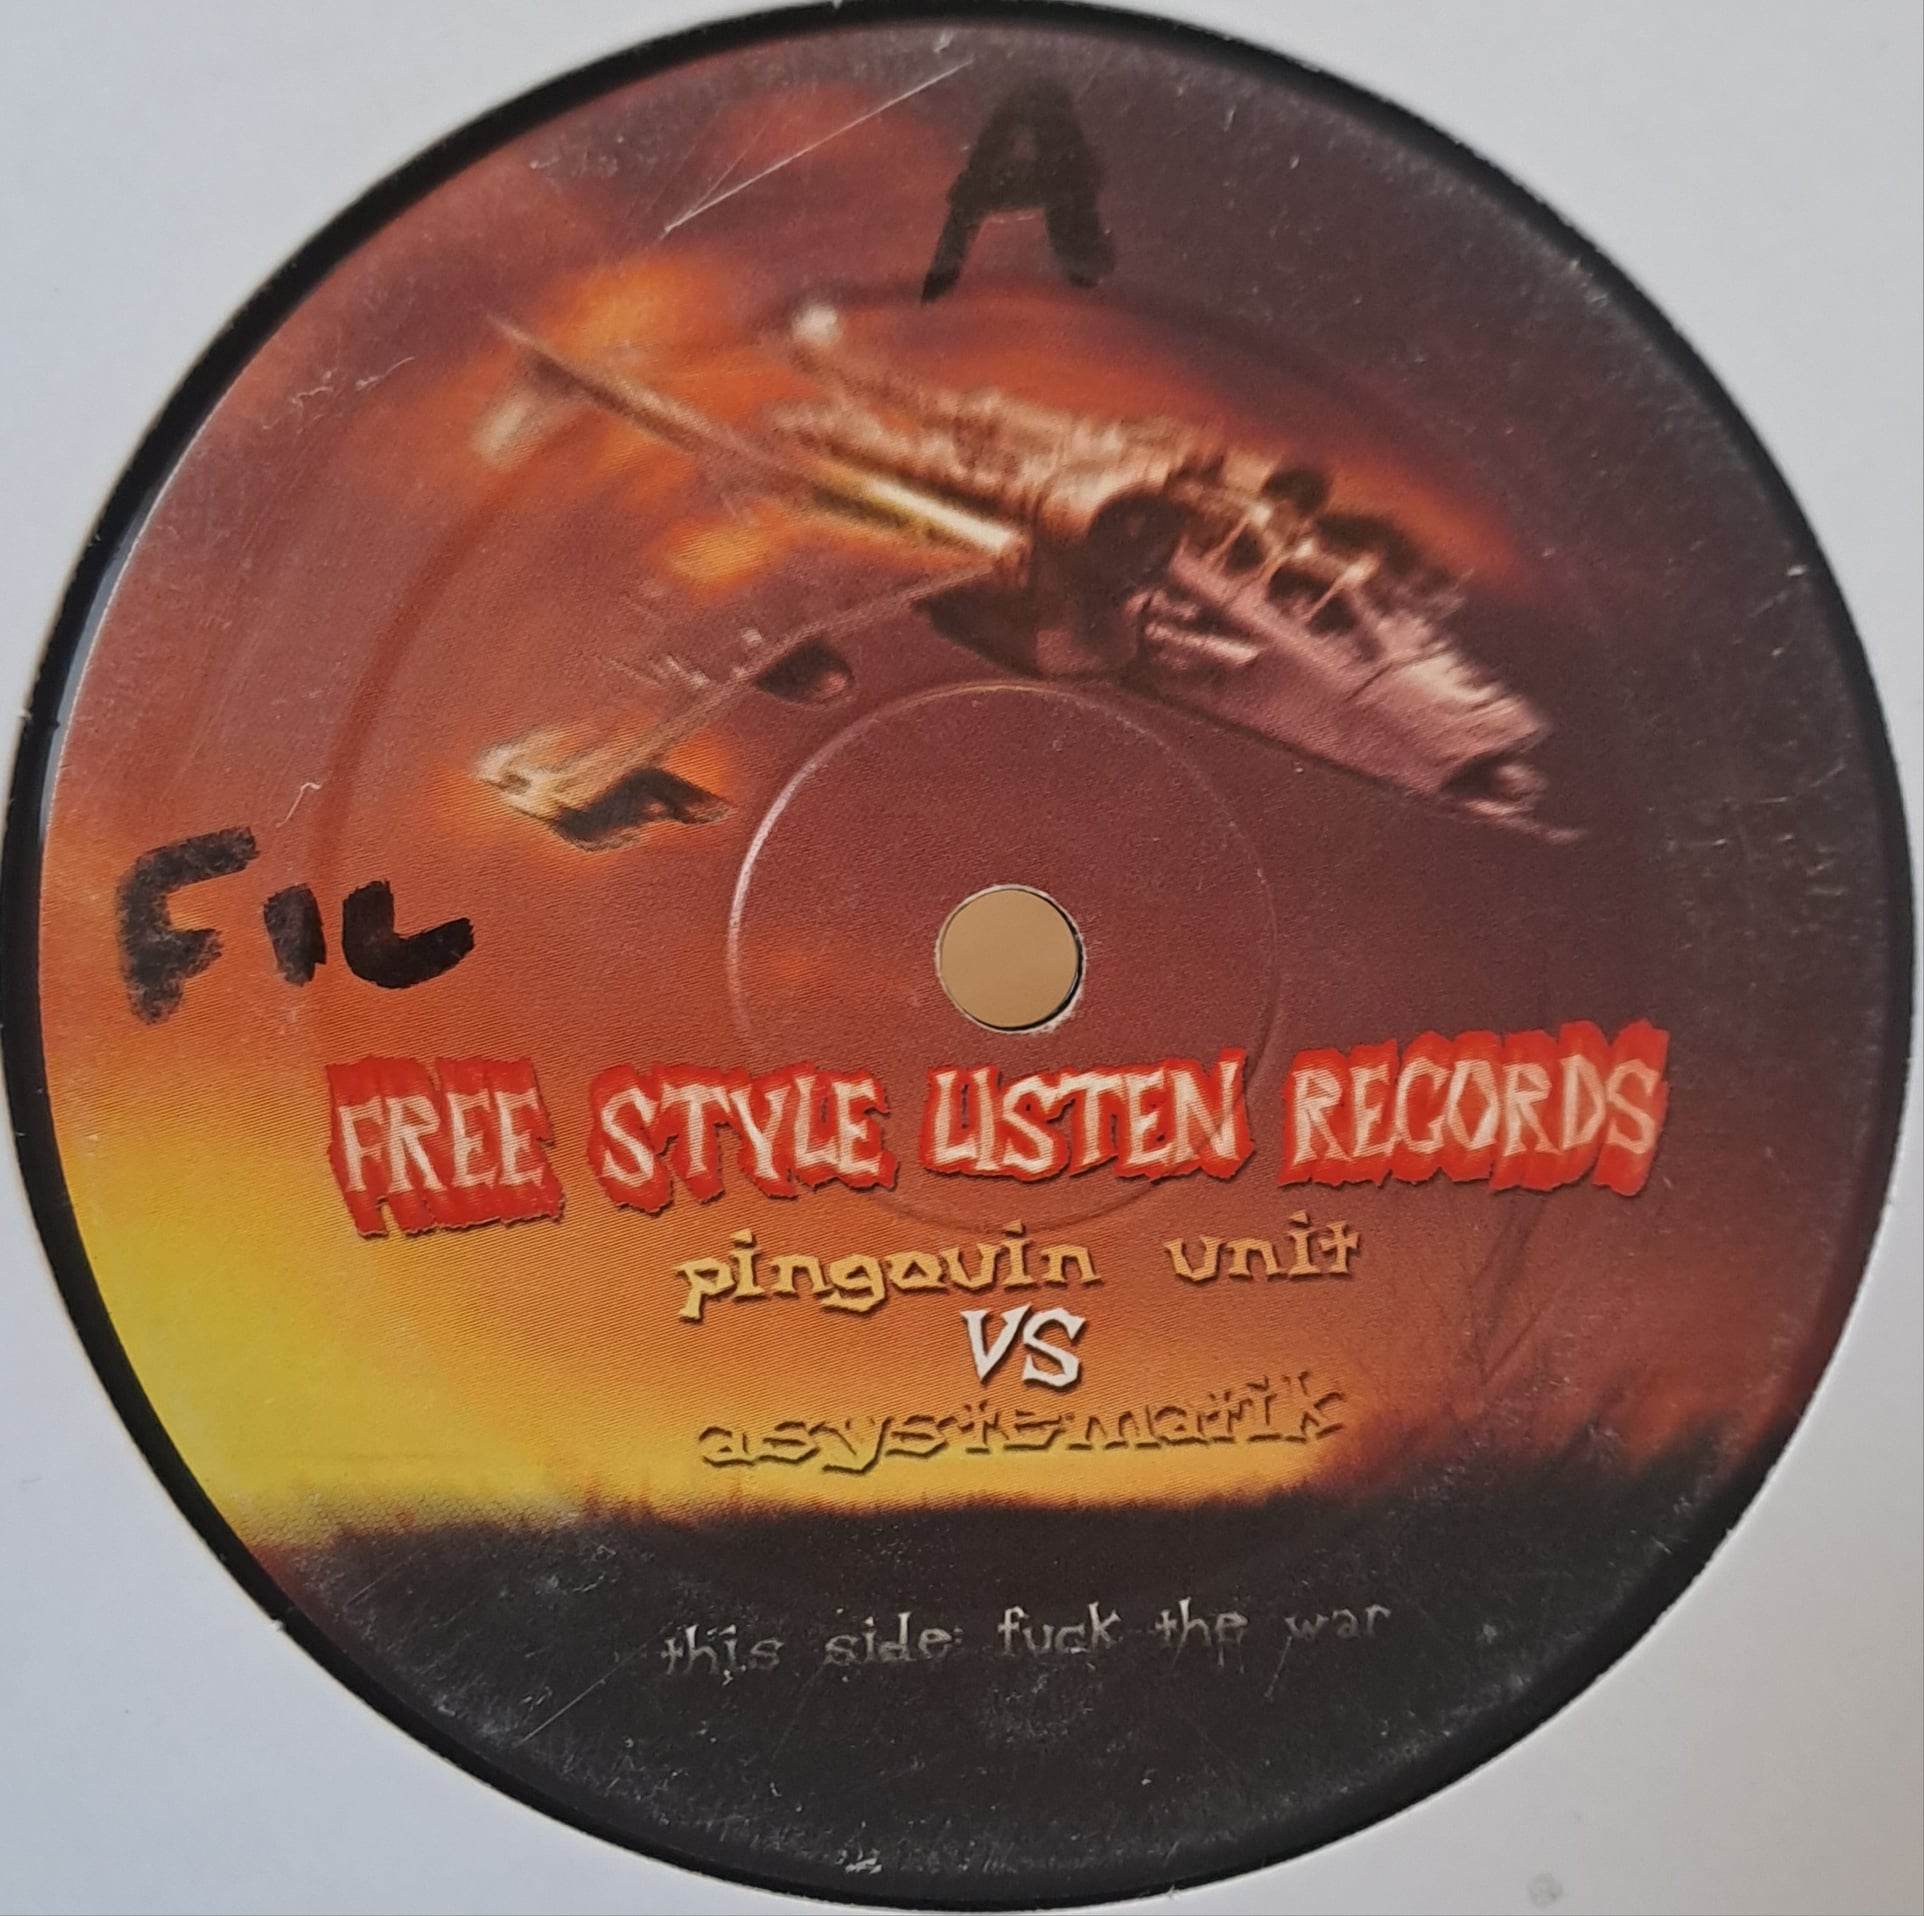 A
FIL
FREE STYLE LISTEN RECORDS
pingouin unit
VS
asystematik
this side: fuck the war